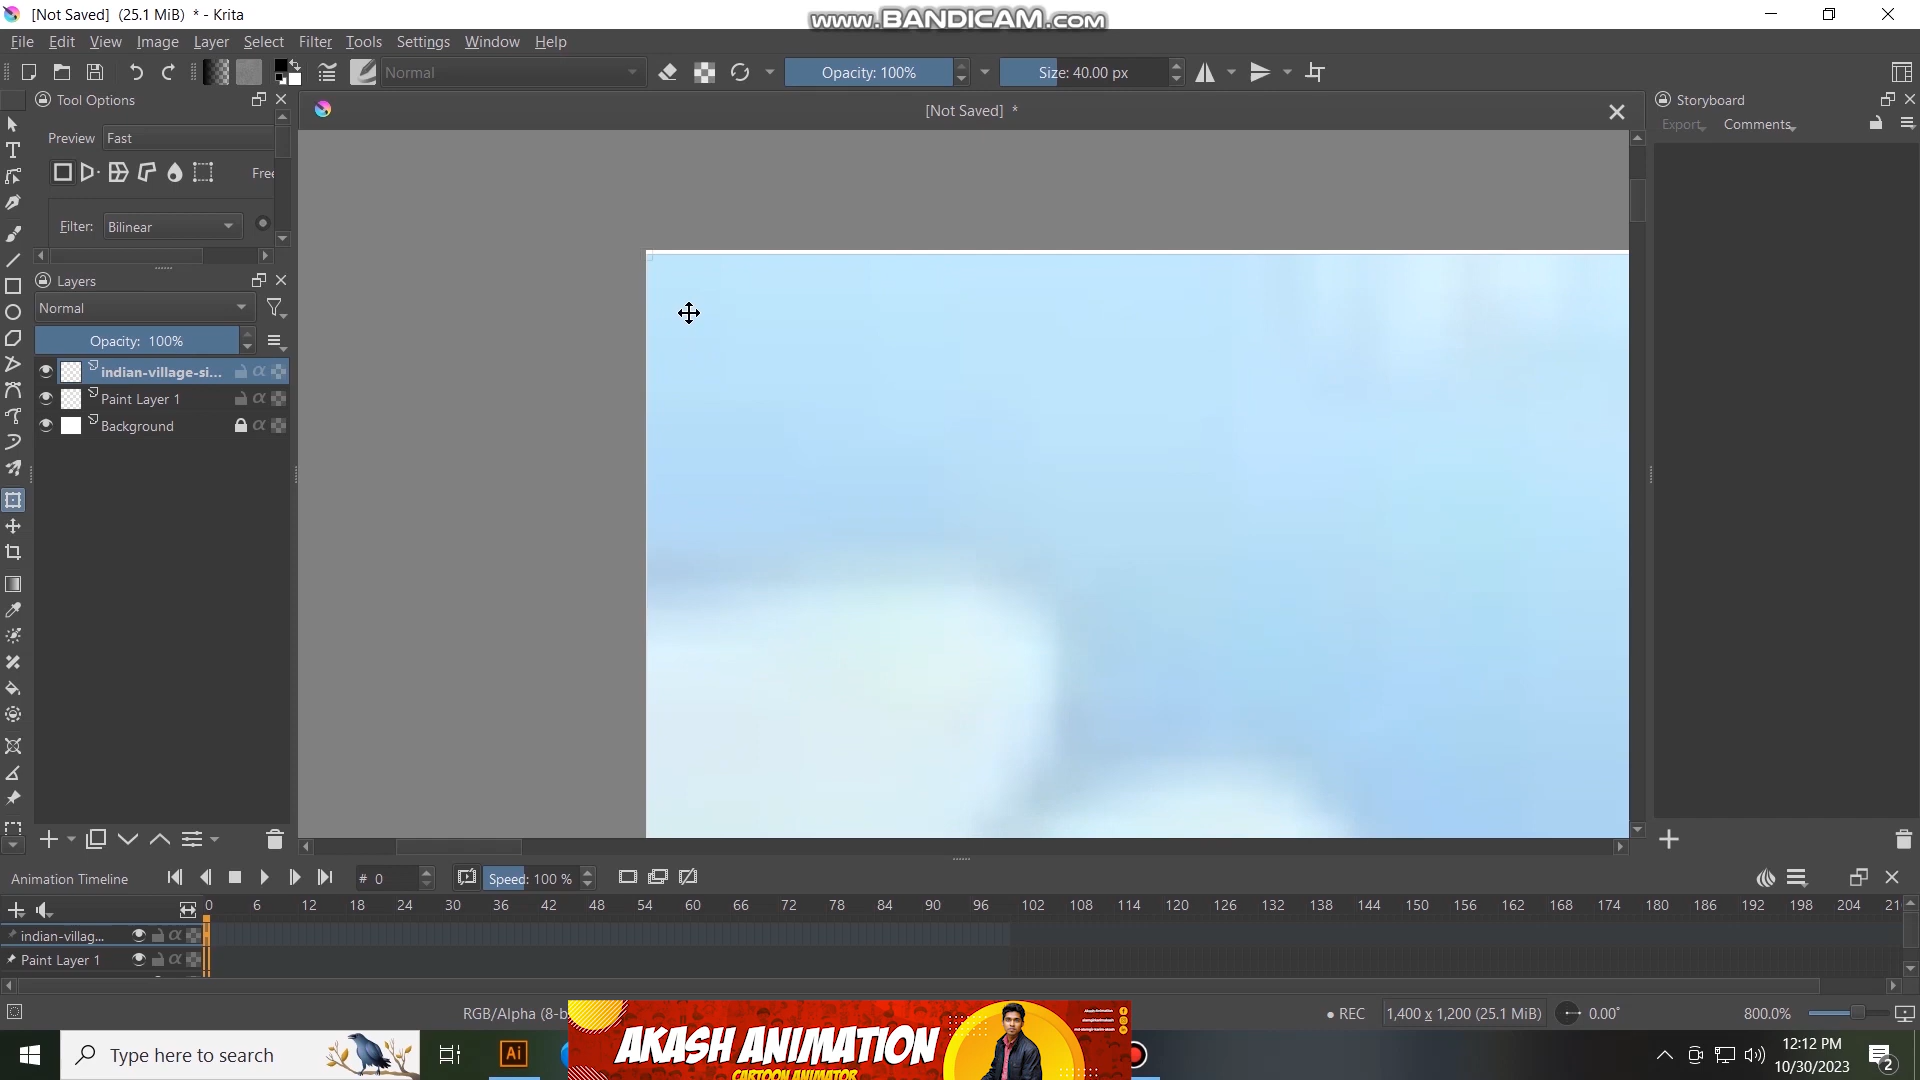 [Not Saved] (25.1 MiB) * - Krita
www.BANDICAM.com
File Edit View Image Layer Select Filter Tools Settings Window Help
Normal
Opacity: 100%
Size: 40.00 px
Tool Options
[Not Saved] *
Storyboard
Export
Comments
Preview Fast
Free
Filter: Bilinear
Layers
Normal
Opacity: 100%
indian-village-si...
Paint Layer 1
Background
Animation Timeline
# 0
Speed: 100 %
0 6 12 18 24 30 36 42 48 54 60 66 72 78 84 90 96 102 108 114 120 126 132 138 144 150 156 162 168 174 180 186 192 198 204 21
indian-villag...
Paint Layer 1
RGB/Alpha (8-b
REC
1,400 x 1,200 (25.1 MiB)
0.00°
800.0%
AKASH ANIMATION
CARTOON ANIMATOR
Type here to search
Ai
12:12 PM
10/30/2023
2